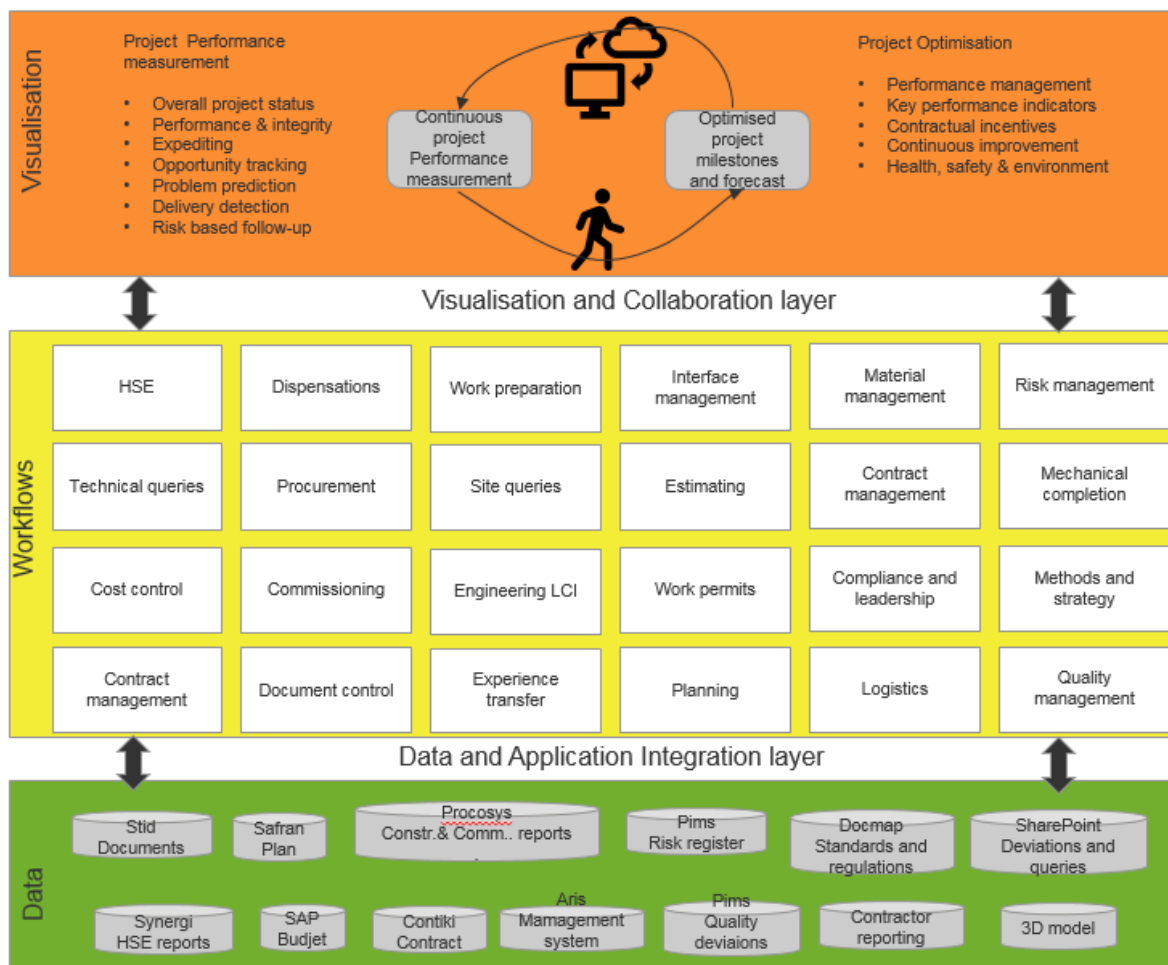 Visualisation
Project Performance
measurement
• Overall project status
• Performance & integrity
• Expediting
• Opportunity tracking
• Problem prediction
• Delivery detection
• Risk based follow-up
Continuous
project
Performance
measurement
Optimised
project
milestones
and forecast
Project Optimisation
• Performance management
• Key performance indicators
• Contractual incentives
• Continuous improvement
• Health, safety & environment
Visualisation and Collaboration layer
Workflows
HSE
Dispensations
Work preparation
Interface
management
Material
management
Risk management
Technical queries
Procurement
Site queries
Estimating
Contract
management
Mechanical
completion
Cost control
Commissioning
Engineering LCI
Work permits
Compliance and
leadership
Methods and
strategy
Contract
management
Document control
Experience
transfer
Planning
Logistics
Quality
management
Data and Application Integration layer
Data
Stid
Documents
Safran
Plan
Procosys
Constr.& Comm.. reports
.
Pims
Risk register
Docmap
Standards and
regulations
SharePoint
Deviations and
queries
Synergi
HSE reports
SAP
Budjet
Contiki
Contract
Aris
Mamagement
system
Pims
Quality
deviaions
Contractor
reporting
3D model